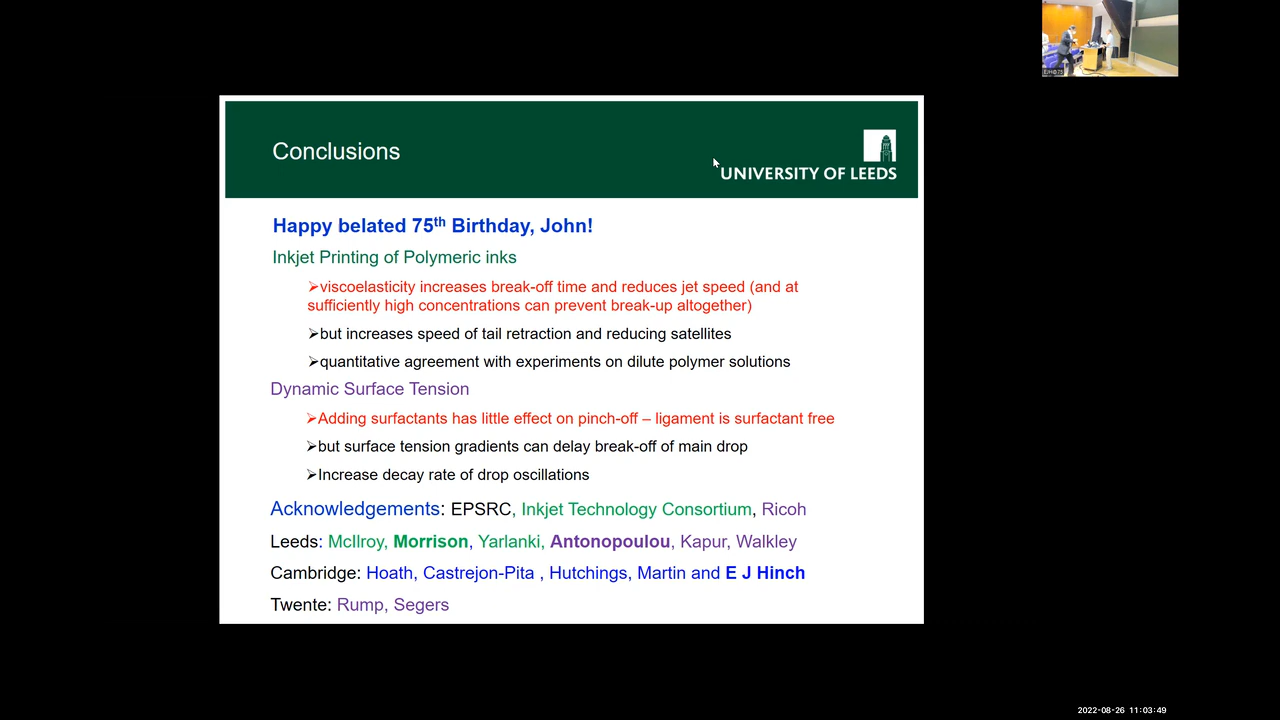 EJH@75
Conclusions
UNIVERSITY OF LEEDS
Happy belated 75th Birthday, John!
Inkjet Printing of Polymeric inks
➢viscoelasticity increases break-off time and reduces jet speed (and at
sufficiently high concentrations can prevent break-up altogether)
➢but increases speed of tail retraction and reducing satellites
➢quantitative agreement with experiments on dilute polymer solutions
Dynamic Surface Tension
➢Adding surfactants has little effect on pinch-off – ligament is surfactant free
➢but surface tension gradients can delay break-off of main drop
➢Increase decay rate of drop oscillations
Acknowledgements: EPSRC, Inkjet Technology Consortium, Ricoh
Leeds: McIlroy, Morrison, Yarlanki, Antonopoulou, Kapur, Walkley
Cambridge: Hoath, Castrejon-Pita , Hutchings, Martin and E J Hinch
Twente: Rump, Segers
2022-08-26 11:03:49